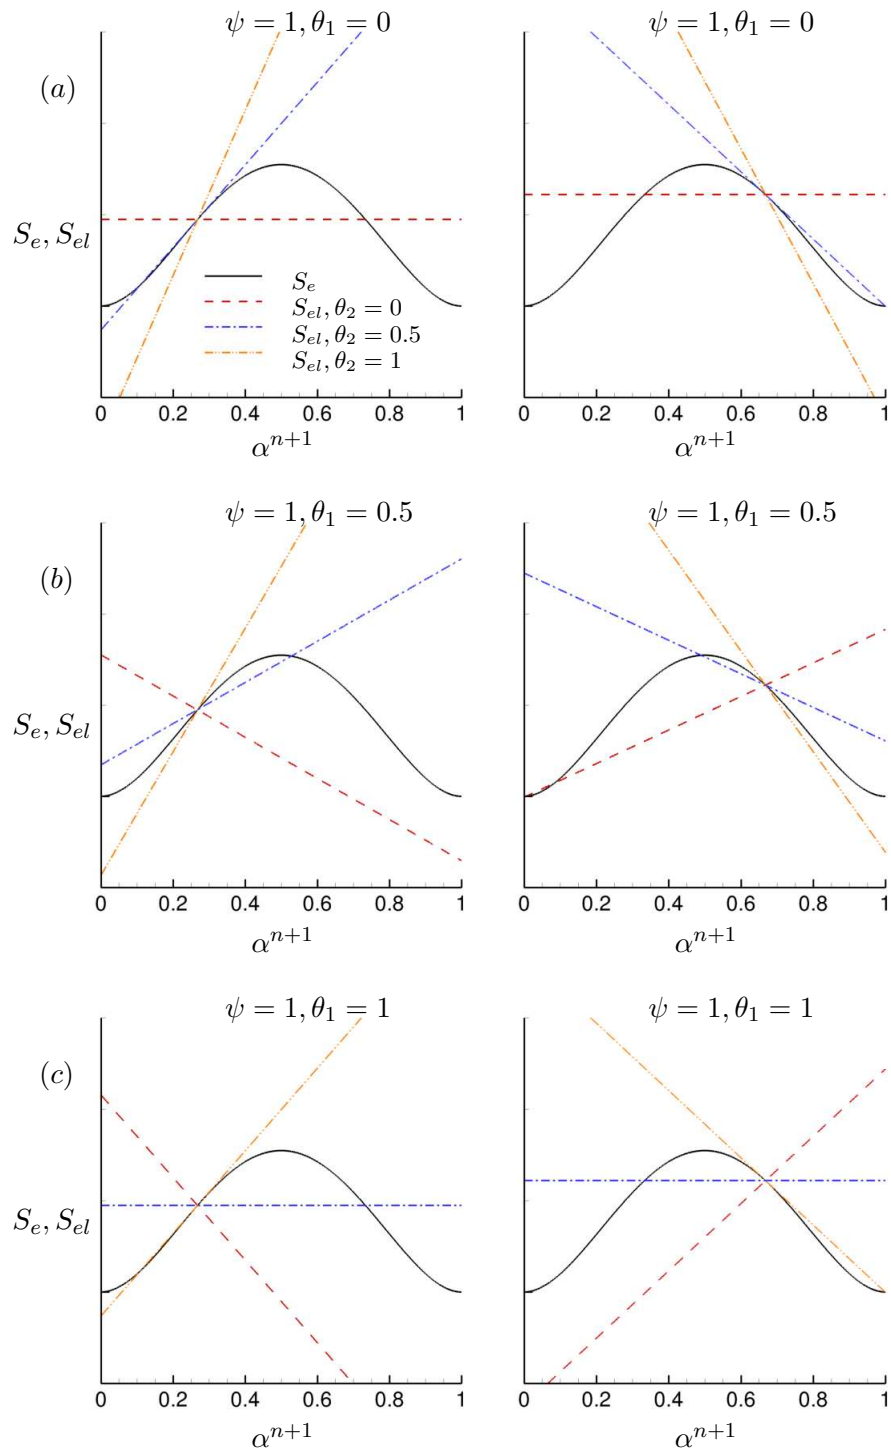 ψ = 1, θ₁ = 0
ψ = 1, θ₁ = 0
(a)
Sₑ, Sₑₗ
Sₑ
Sₑₗ, θ₂ = 0
Sₑₗ, θ₂ = 0.5
Sₑₗ, θ₂ = 1
0 0.2 0.4 0.6 0.8 1
0 0.2 0.4 0.6 0.8 1
αⁿ⁺¹
αⁿ⁺¹
ψ = 1, θ₁ = 0.5
ψ = 1, θ₁ = 0.5
(b)
Sₑ, Sₑₗ
0 0.2 0.4 0.6 0.8 1
0 0.2 0.4 0.6 0.8 1
αⁿ⁺¹
αⁿ⁺¹
ψ = 1, θ₁ = 1
ψ = 1, θ₁ = 1
(c)
Sₑ, Sₑₗ
0 0.2 0.4 0.6 0.8 1
0 0.2 0.4 0.6 0.8 1
αⁿ⁺¹
αⁿ⁺¹